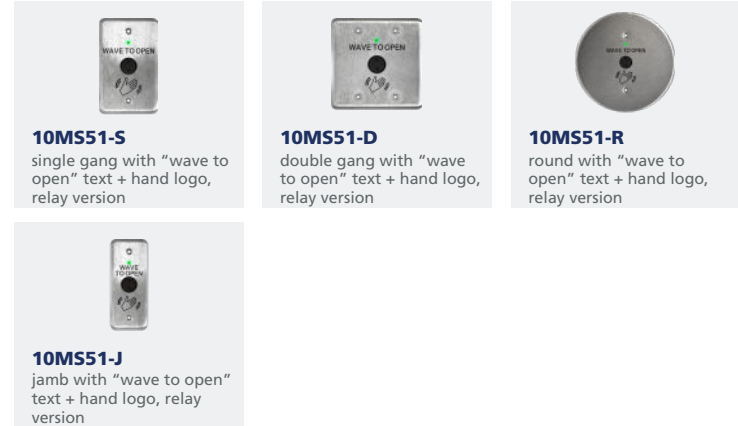 WAVE TO OPEN
10MS51-S
single gang with “wave to
open” text + hand logo,
relay version
WAVE TO OPEN
10MS51-D
double gang with “wave
to open” text + hand logo,
relay version
WAVE TO OPEN
10MS51-R
round with “wave to
open” text + hand logo,
relay version
WAVE
TO OPEN
10MS51-J
jamb with “wave to open”
text + hand logo, relay
version